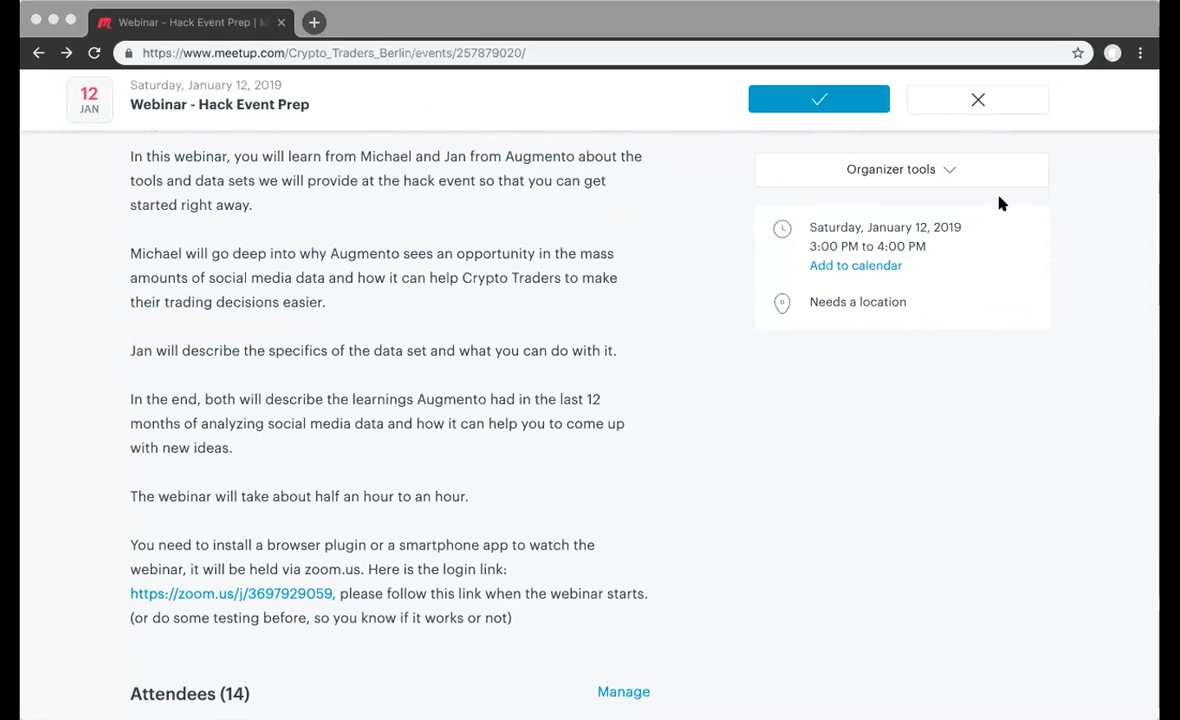 Webinar - Hack Event Prep |
https://www.meetup.com/Crypto_Traders_Berlin/events/257879020/
12
JAN
Saturday, January 12, 2019
Webinar - Hack Event Prep
In this webinar, you will learn from Michael and Jan from Augmento about the
tools and data sets we will provide at the hack event so that you can get
started right away.
Michael will go deep into why Augmento sees an opportunity in the mass
amounts of social media data and how it can help Crypto Traders to make
their trading decisions easier.
Jan will describe the specifics of the data set and what you can do with it.
In the end, both will describe the learnings Augmento had in the last 12
months of analyzing social media data and how it can help you to come up
with new ideas.
The webinar will take about half an hour to an hour.
You need to install a browser plugin or a smartphone app to watch the
webinar, it will be held via zoom.us. Here is the login link:
https://zoom.us/j/3697929059, please follow this link when the webinar starts.
(or do some testing before, so you know if it works or not)
Attendees (14)
Manage
Organizer tools
Saturday, January 12, 2019
3:00 PM to 4:00 PM
Add to calendar
Needs a location